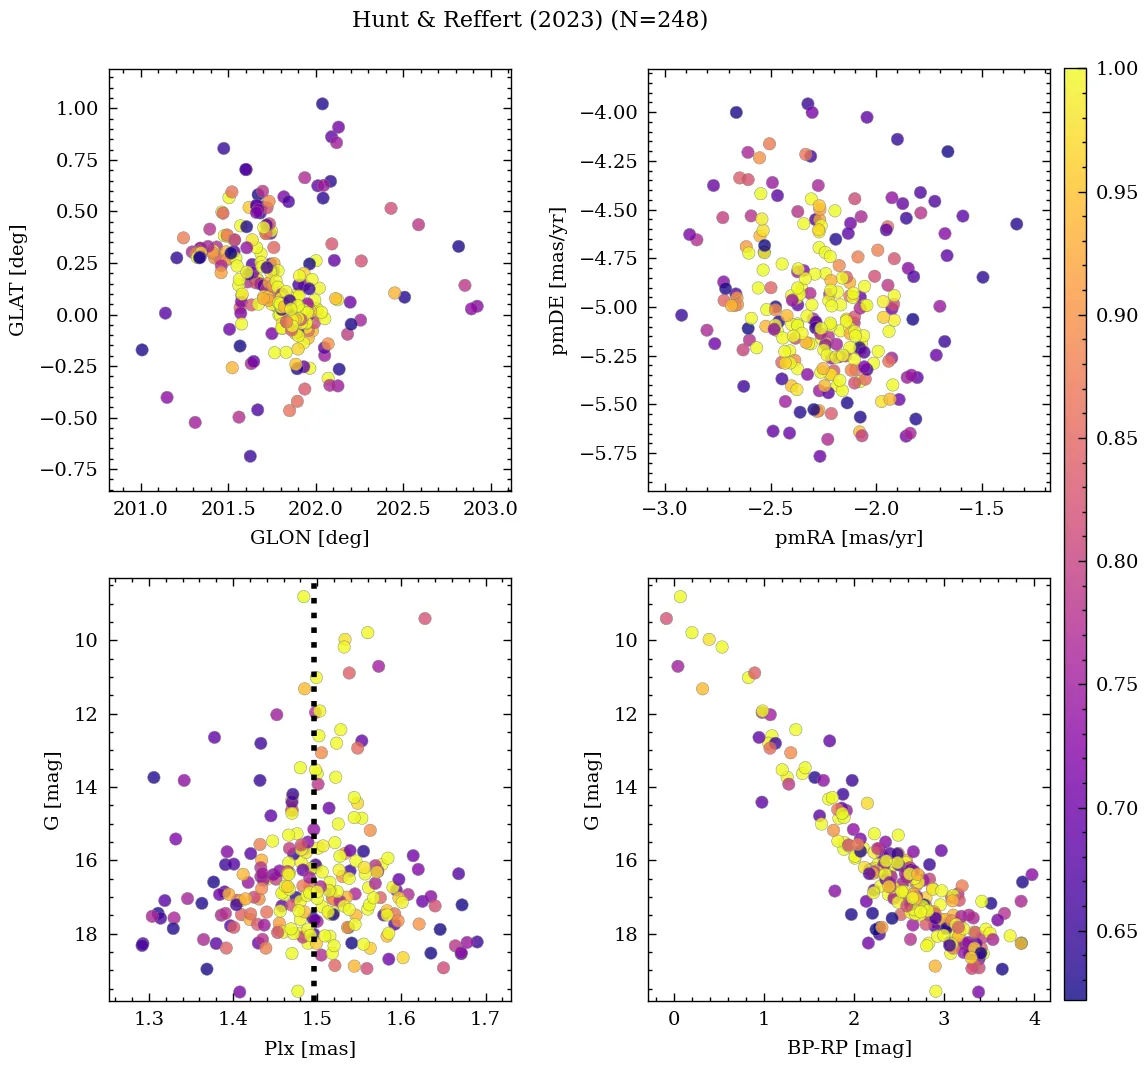 Hunt & Reffert (2023) (N=248)
1.00
0.75
0.50
0.25
0.00
−0.25
−0.50
−0.75
GLAT [deg]
201.0 201.5 202.0 202.5 203.0
GLON [deg]
−4.00
−4.25
−4.50
−4.75
−5.00
−5.25
−5.50
−5.75
pmDE [mas/yr]
−3.0 −2.5 −2.0 −1.5
pmRA [mas/yr]
1.00
0.95
0.90
0.85
0.80
0.75
0.70
0.65
10
12
14
16
18
G [mag]
1.3 1.4 1.5 1.6 1.7
Plx [mas]
10
12
14
16
18
G [mag]
0 1 2 3 4
BP-RP [mag]